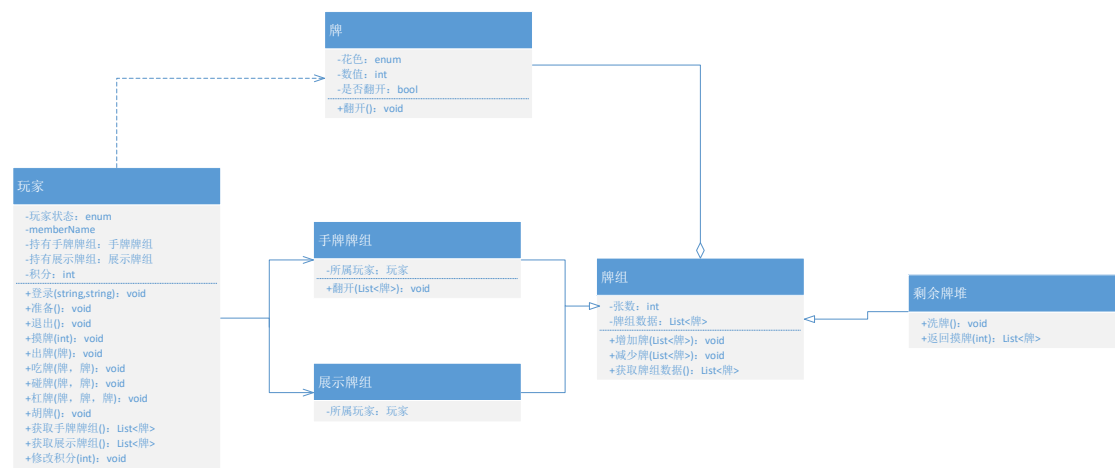 牌
-花色：enum
-数值：int
-是否翻开：bool
+翻开()：void
玩家
-玩家状态：enum
-memberName
-持有手牌牌组：手牌牌组
-持有展示牌组：展示牌组
-积分：int
+登录(string,string)：void
+准备()：void
+退出()：void
+摸牌(int)：void
+出牌(牌)：void
+吃牌(牌，牌)：void
+碰牌(牌，牌)：void
+杠牌(牌，牌，牌)：void
+胡牌()：void
+获取手牌牌组()：List<牌>
+获取展示牌组()：List<牌>
+修改积分(int)：void
手牌牌组
-所属玩家：玩家
+翻开(List<牌>)：void
展示牌组
-所属玩家：玩家
牌组
-张数：int
-牌组数据：List<牌>
+增加牌(List<牌>)：void
+减少牌(List<牌>)：void
+获取牌组数据()：List<牌>
剩余牌堆
+洗牌()：void
+返回摸牌(int)：List<牌>